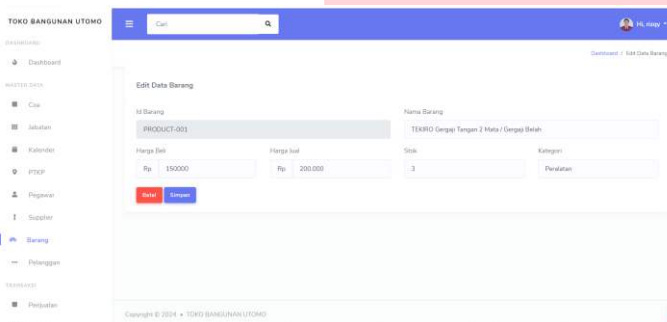 TOKO BANGUNAN UTOMO
Cari
Hi, nagy
DASHBOARD
Dashboard
Dashboard / Edit Data Barang
MASTER DATA
Coa
Jabatan
Kalender
PTKP
Pegawai
Supplier
Barang
Pelanggan
TRANSAKSI
Penjualan
Edit Data Barang
Id Barang
Nama Barang
PRODUCT-001
TEKIRO Gergaji Tangan 2 Mata / Gergaji Belah
Harga Beli
Harga Jual
Stok
Kategori
Rp 150000
Rp 200.000
3
Peralatan
Batal
Simpan
Copyright © 2024 • TOKO BANGUNAN UTOMO